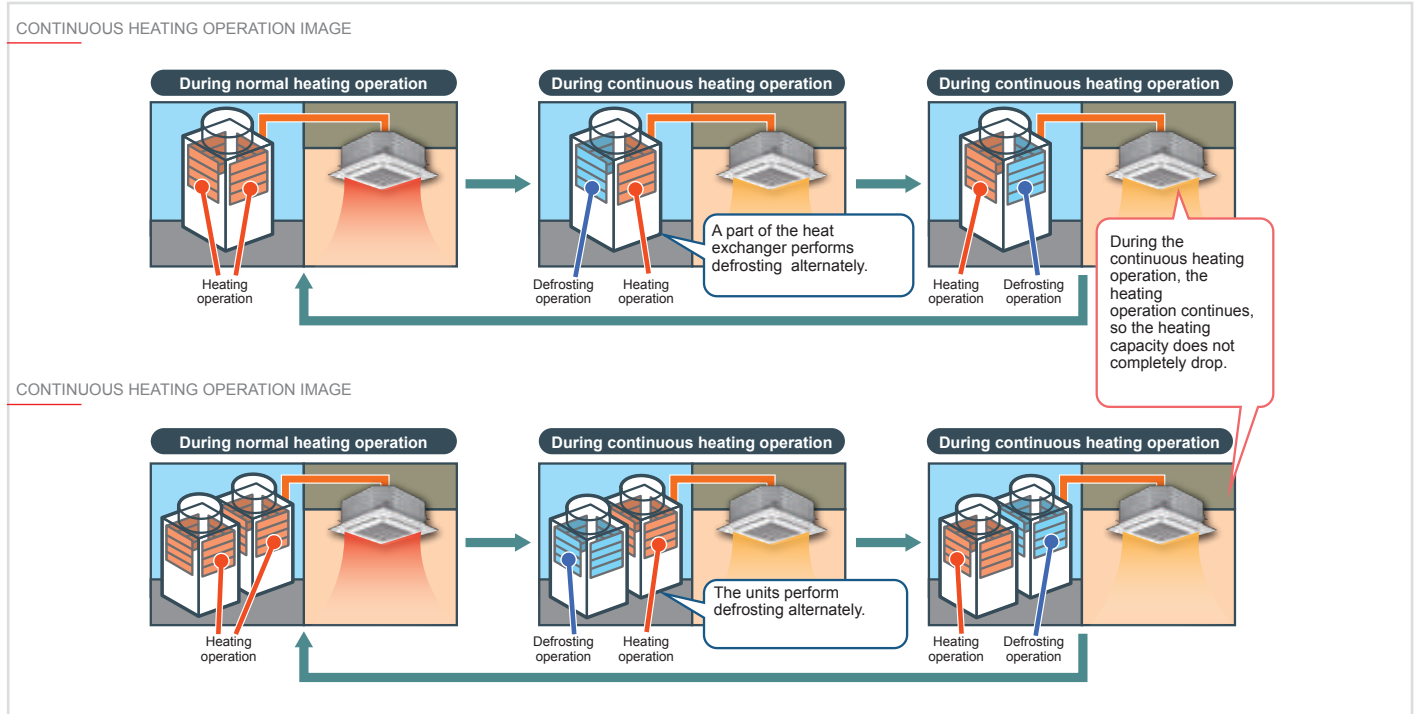 CONTINUOUS HEATING OPERATION IMAGE
During normal heating operation
During continuous heating operation
During continuous heating operation
Heating
operation
Defrosting
operation
Heating
operation
A part of the heat
exchanger performs
defrosting alternately.
Heating
operation
Defrosting
operation
During the
continuous heating
operation, the
heating
operation continues,
so the heating
capacity does not
completely drop.
CONTINUOUS HEATING OPERATION IMAGE
During normal heating operation
During continuous heating operation
During continuous heating operation
Heating
operation
Defrosting
operation
Heating
operation
The units perform
defrosting alternately.
Heating
operation
Defrosting
operation